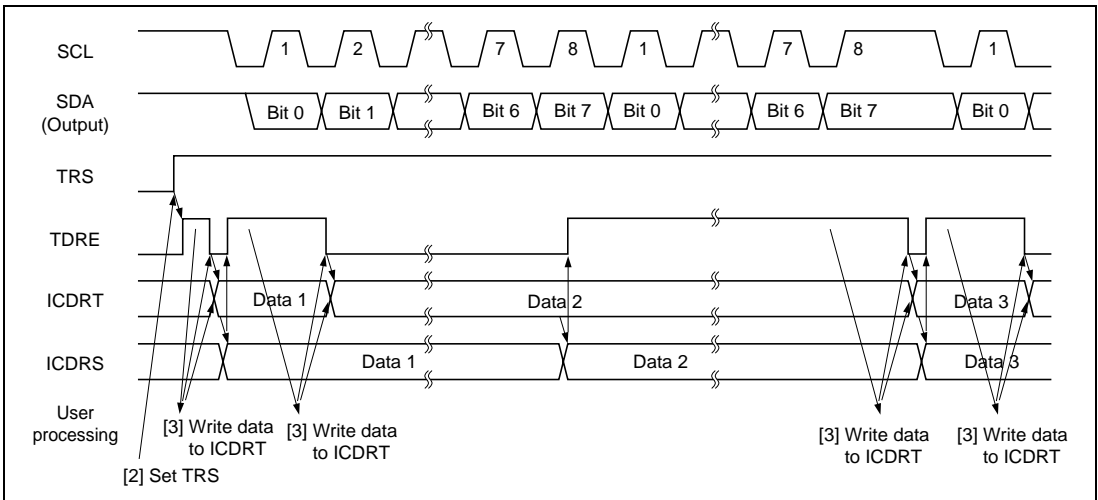 SCL 1 2 7 8 1 7 8 1
SDA
(Output) Bit 0 Bit 1 Bit 6 Bit 7 Bit 0 Bit 6 Bit 7 Bit 0
TRS
TDRE
ICDRT Data 1 Data 2 Data 3
ICDRS Data 1 Data 2 Data 3
User
processing
[3] Write data
to ICDRT
[3] Write data
to ICDRT
[3] Write data
to ICDRT
[3] Write data
to ICDRT
[2] Set TRS